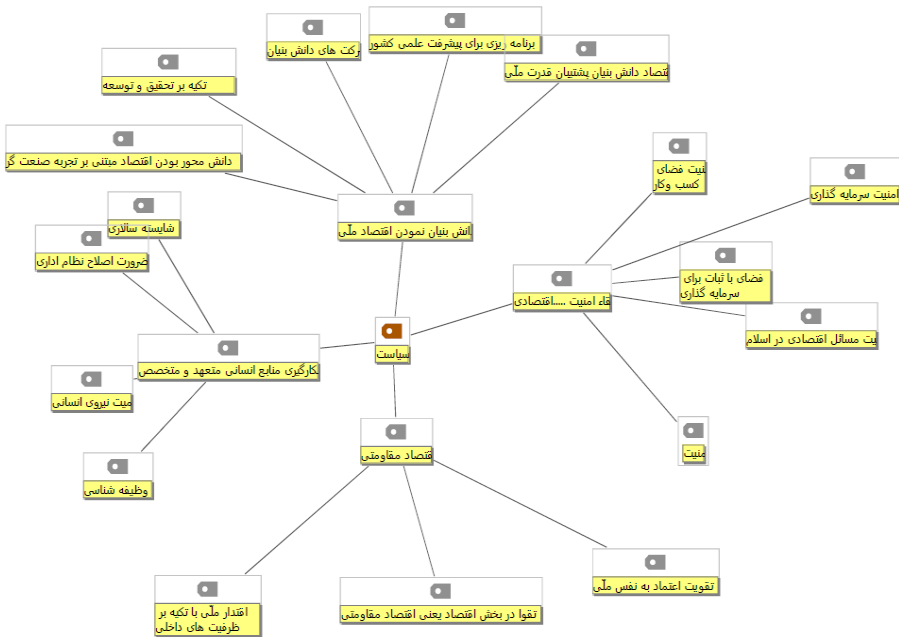 برنامه ریزی برای پیشرفت علمی کشور
رکت های دانش بنیان
قتصاد دانش بنیان پشتیبان قدرت ملّی
تکیه بر تحقیق و توسعه
دانش محور بودن اقتصاد مبتنی بر تجربه صنعت گر
نیت فضای
کسب وکار
امنیت سرمایه گذاری
شایسته سالاری
انش بنیان نمودن اقتصاد ملّی
ضرورت اصلاح نظام اداری
فضای با ثبات برای
سرمایه گذاری
قاء امنیت .....اقتصادی
یت مسائل اقتصادی در اسلام
سیاست
بکارگیری منابع انسانی متعهد و متخصص
میت نیروی انسانی
قتصاد مقاومتی
منیت
وظیفه شناسی
تقویت اعتماد به نفس ملّی
تقوا در بخش اقتصاد یعنی اقتصاد مقاومتی
اقتدار ملّی با تکیه بر
ظرفیت های داخلی